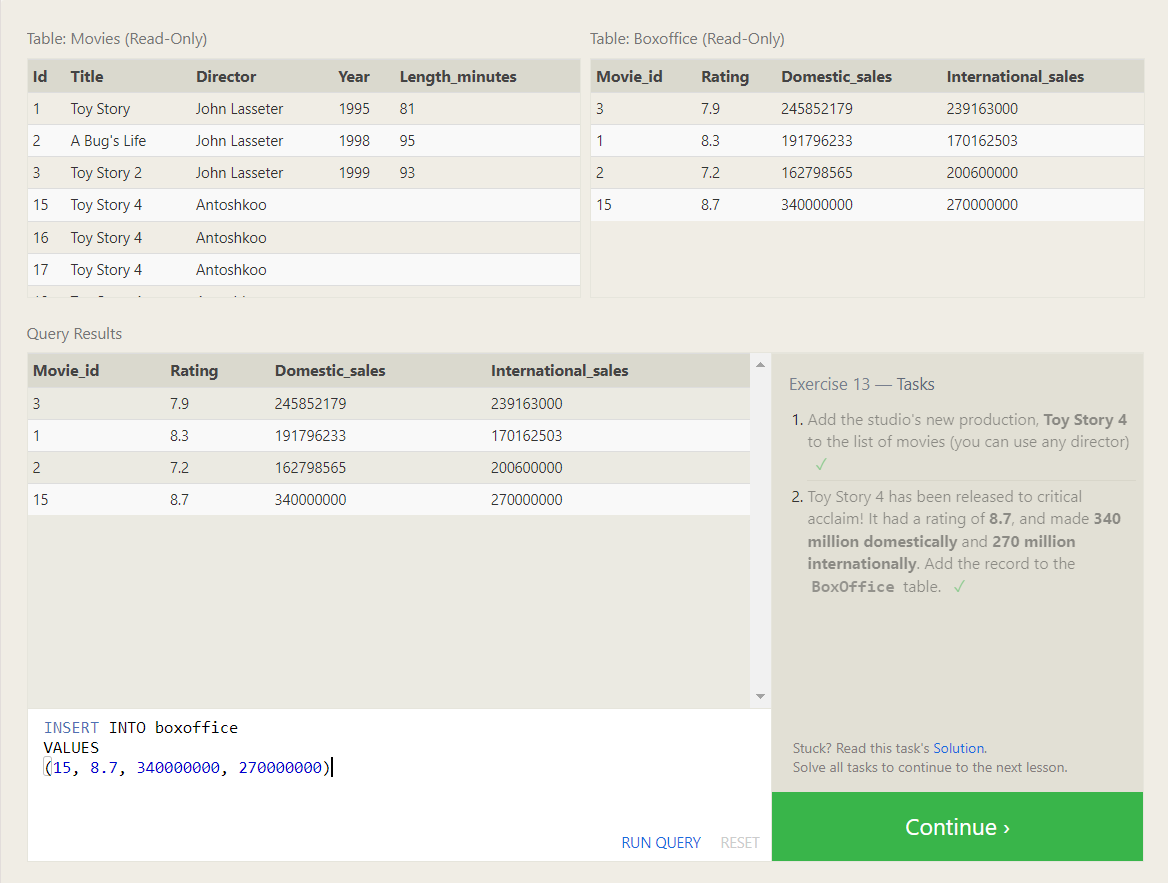 Table: Movies (Read-Only)
Id Title Director Year Length_minutes
1 Toy Story John Lasseter 1995 81
2 A Bug's Life John Lasseter 1998 95
3 Toy Story 2 John Lasseter 1999 93
15 Toy Story 4 Antoshkoo
16 Toy Story 4 Antoshkoo
17 Toy Story 4 Antoshkoo
Table: Boxoffice (Read-Only)
Movie_id Rating Domestic_sales International_sales
3 7.9 245852179 239163000
1 8.3 191796233 170162503
2 7.2 162798565 200600000
15 8.7 340000000 270000000
Query Results
Movie_id Rating Domestic_sales International_sales
3 7.9 245852179 239163000
1 8.3 191796233 170162503
2 7.2 162798565 200600000
15 8.7 340000000 270000000
INSERT INTO boxoffice
VALUES
(15, 8.7, 340000000, 270000000)
RUN QUERY RESET
Exercise 13 — Tasks
1. Add the studio's new production, Toy Story 4
to the list of movies (you can use any director)
✓
2. Toy Story 4 has been released to critical
acclaim! It had a rating of 8.7, and made 340
million domestically and 270 million
internationally. Add the record to the
BoxOffice table. ✓
Stuck? Read this task's Solution.
Solve all tasks to continue to the next lesson.
Continue ›